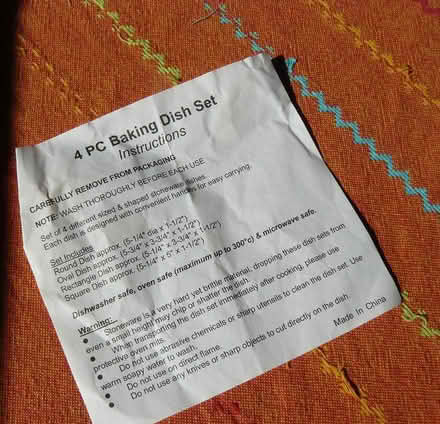 4 PC Baking Dish Set
Instructions
CAREFULLY REMOVE FROM PACKAGING
NOTE: WASH THOROUGHLY BEFORE EACH USE
Set of 4 different sized & shaped stoneware dishes.
Each dish is designed with convenient handles for easy carrying.
Set Includes
Round Dish approx. (5-1/4" dia x 1-1/2")
Oval Dish approx. (5-3/4" x 3-3/4" x 1-1/2")
Rectangle Dish approx. (5-1/4" x 3-3/4" x 1-1/2")
Square Dish approx. (5-1/4" x 5" x 1-1/2")
Dishwasher safe, oven safe (maximum up to 300°c) & microwave safe.
Warning:
• Stoneware is a very hard yet brittle material, dropping these dish sets from
even a small height may chip or shatter the dish.
• When transporting the dish set immediately after cooking, please use
protective oven mitts.
• Do not use abrasive chemicals or sharp utensils to clean the dish set. Use
warm soapy water to wash.
• Do not use on direct flame.
• Do not use any knives or sharp objects to cut directly on the dish.
Made In China